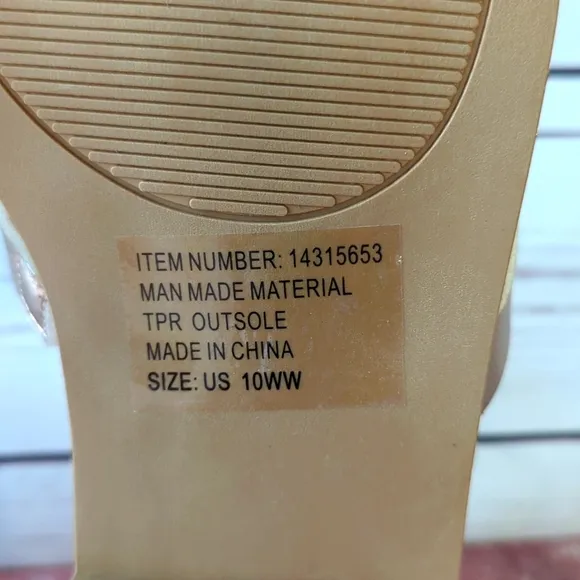 ITEM NUMBER: 14315653
MAN MADE MATERIAL
TPR OUTSOLE
MADE IN CHINA
SIZE: US 10WW